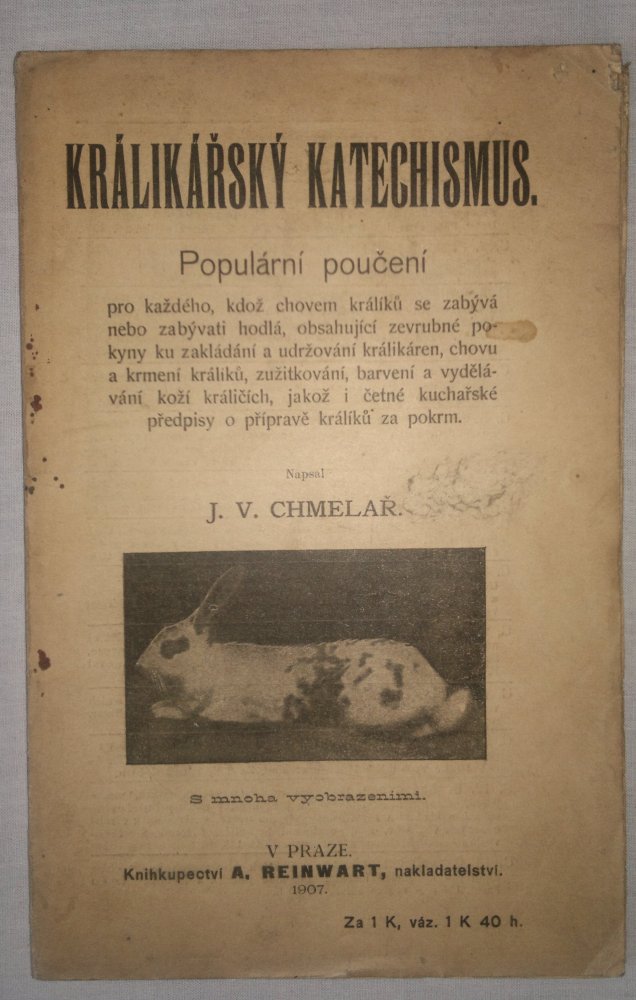 KRÁLIKÁŘSKÝ KATECHISMUS.
Populární poučení
pro každého, kdož chovem králíků se zabývá
nebo zabývati hodlá, obsahující zevrubné po-
kyny ku zakládání a udržování králikáren, chovu
a krmení králíků, zužitkování, barvení a vydělá-
vání koží králičích, jakož i četné kuchařské
předpisy o přípravě králíků za pokrm.
Napsal
J. V. CHMELAŘ.
S mnoha vyobrazeními.
V PRAZE.
Knihkupectví A. REINWART, nakladatelství.
1907.
Za 1 K, váz. 1 K 40 h.